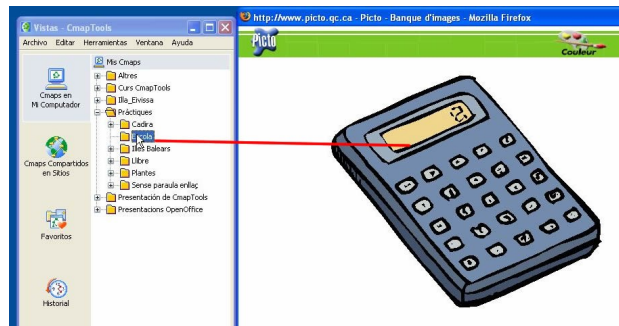 Vistas - CmapTools
Archivo Editar Herramientas Ventana Ayuda
Cmaps en
Mi Computador
Cmaps Compartidos
en Sitios
Favoritos
Historial
Mis Cmaps
Altres
Curs CmapTools
Illa_Eivissa
Pràctiques
Cadira
Escola
Illes Balears
Llibre
Plantes
Sense paraula enllaç
Presentación de CmapTools
Presentacions OpenOffice
http://www.picto.qc.ca - Picto - Banque d'images - Mozilla Firefox
Picto
Couleur